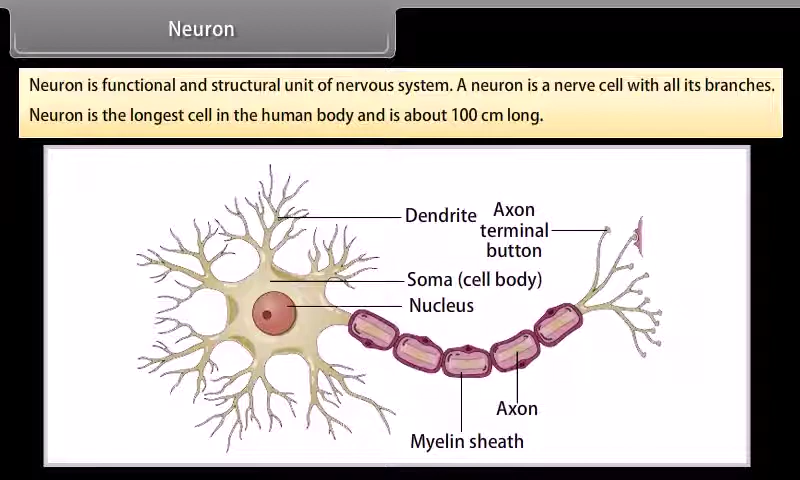 Neuron
Neuron is functional and structural unit of nervous system. A neuron is a nerve cell with all its branches.
Neuron is the longest cell in the human body and is about 100 cm long.
Dendrite
Axon
terminal
button
Soma (cell body)
Nucleus
Axon
Myelin sheath